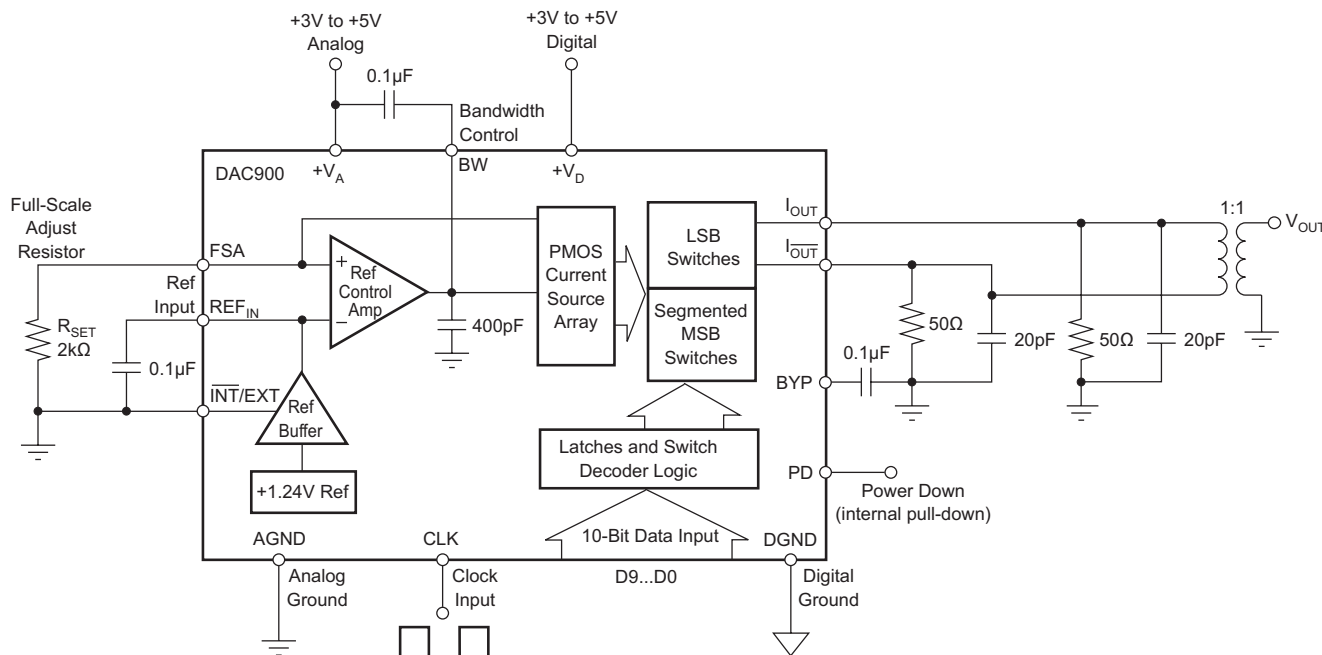 +3V to +5V
Analog
+3V to +5V
Digital
0.1µF
Bandwidth
Control
DAC900
+V_A
BW
+V_D
Full-Scale
Adjust
Resistor
FSA
Ref
Input
REF_IN
R_SET
2kΩ
0.1µF
INT/EXT
+
−
Ref
Control
Amp
400pF
Ref
Buffer
+1.24V Ref
PMOS
Current
Source
Array
LSB
Switches
Segmented
MSB
Switches
Latches and Switch
Decoder Logic
10-Bit Data Input
I_OUT
I_OUT
BYP
PD
0.1µF
50Ω
20pF
50Ω
20pF
1:1
V_OUT
Power Down
(internal pull-down)
AGND
CLK
DGND
Analog
Ground
Clock
Input
D9...D0
Digital
Ground